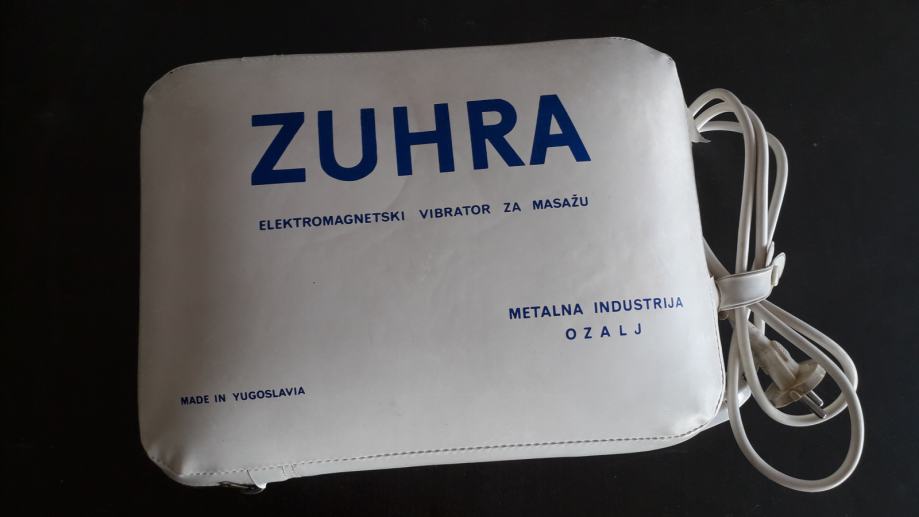 ZUHRA
ELEKTROMAGNETSKI VIBRATOR ZA MASAŽU
METALNA INDUSTRIJA
OZALJ
MADE IN YUGOSLAVIA